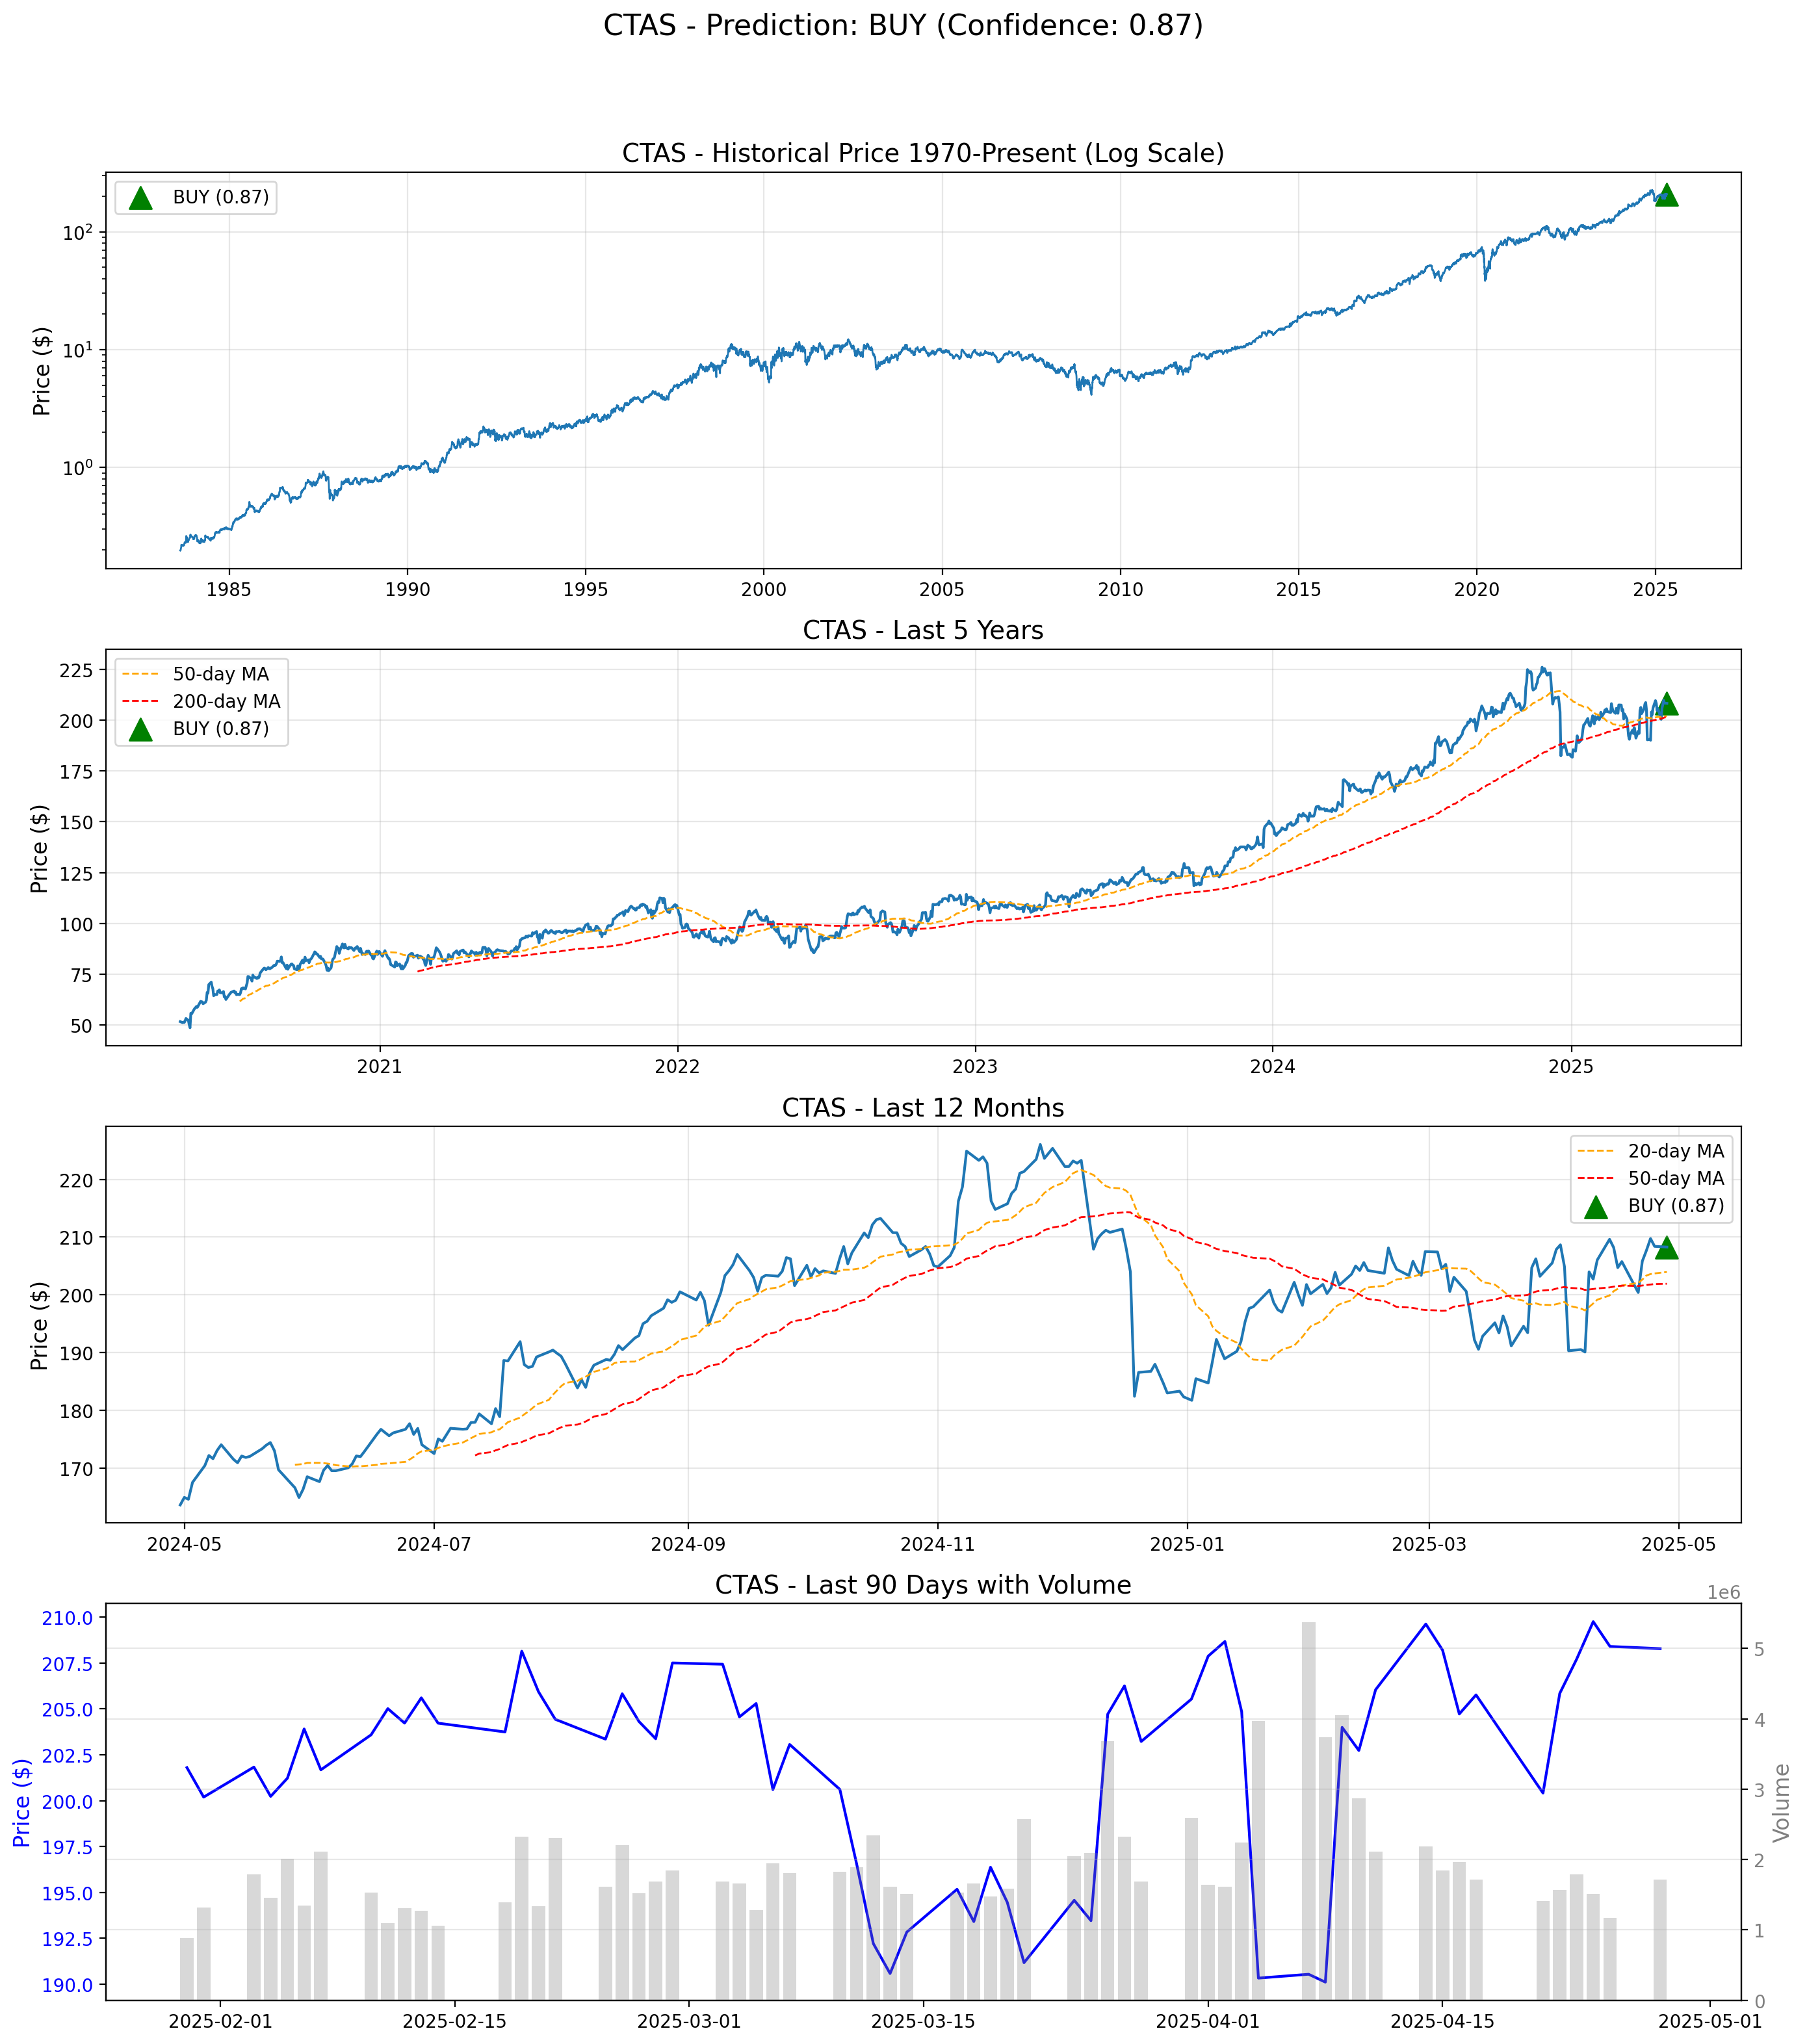 CTAS - Prediction: BUY (Confidence: 0.87)
CTAS - Historical Price 1970-Present (Log Scale)
BUY (0.87)
Price ($)
10²
10¹
10⁰
1985 1990 1995 2000 2005 2010 2015 2020 2025
CTAS - Last 5 Years
50-day MA
200-day MA
BUY (0.87)
Price ($)
225
200
175
150
125
100
75
50
2021 2022 2023 2024 2025
CTAS - Last 12 Months
20-day MA
50-day MA
BUY (0.87)
Price ($)
220
210
200
190
180
170
2024-05 2024-07 2024-09 2024-11 2025-01 2025-03 2025-05
CTAS - Last 90 Days with Volume
1e6
Price ($)
210.0
207.5
205.0
202.5
200.0
197.5
195.0
192.5
190.0
5
4
3
2
1
0
Volume
2025-02-01 2025-02-15 2025-03-01 2025-03-15 2025-04-01 2025-04-15 2025-05-01